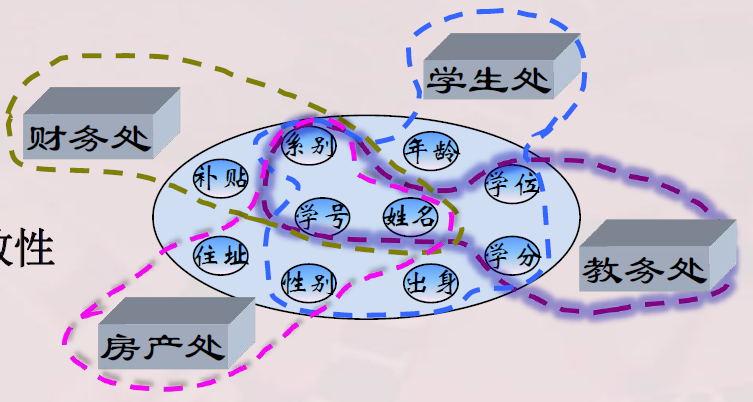 学生处
财务处
系别
年龄
补贴
学位
学号
姓名
住址
学分
致性
教务处
性别
出身
房产处